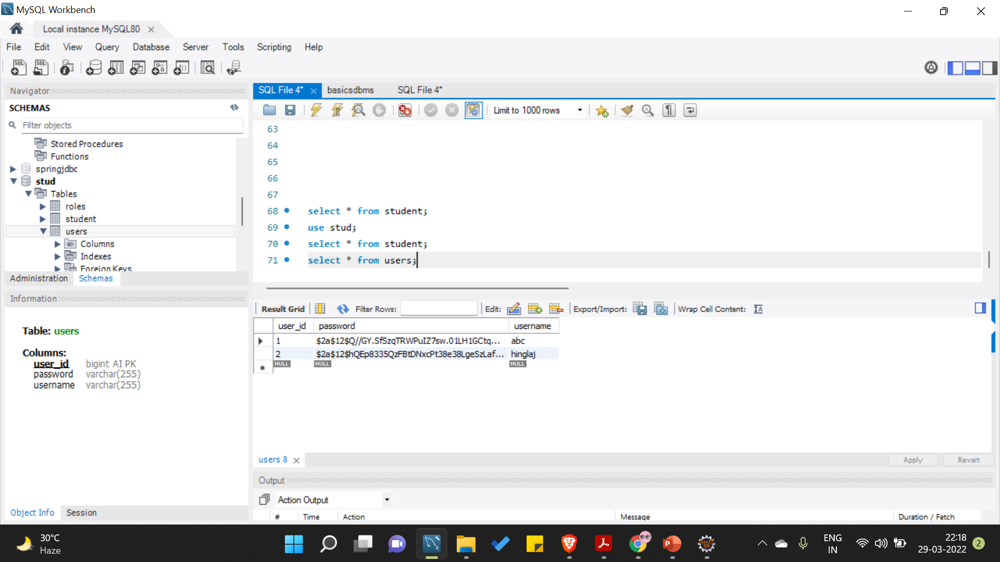 MySQL Workbench
Local instance MySQL80
File Edit View Query Database Server Tools Scripting Help
Navigator
SCHEMAS
Filter objects
Stored Procedures
Functions
springjdbc
stud
Tables
roles
student
users
Columns
Indexes
Foreign Keys
Administration Schemas
Information
Table: users
Columns:
user_id bigint AI PK
password varchar(255)
username varchar(255)
Object Info Session
SQL File 4* basicsdbms SQL File 4*
Limit to 1000 rows
63
64
65
66
67
68 select * from student;
69 use stud;
70 select * from student;
71 select * from users;
Result Grid Filter Rows: Edit: Export/Import: Wrap Cell Content:
user_id password username
1 $2a$12$Q//GY.SfSzqTRWPuIZ7sw.01LH1GCtq... abc
2 $2a$12$hQEp8335QzFBtDNxcPt38e38LgeSzLaf... hinglaj
NULL NULL NULL
users 8
Apply Revert
Output
Action Output
# Time Action Message Duration / Fetch
30°C
Haze
ENG
IN
22:18
29-03-2022
2